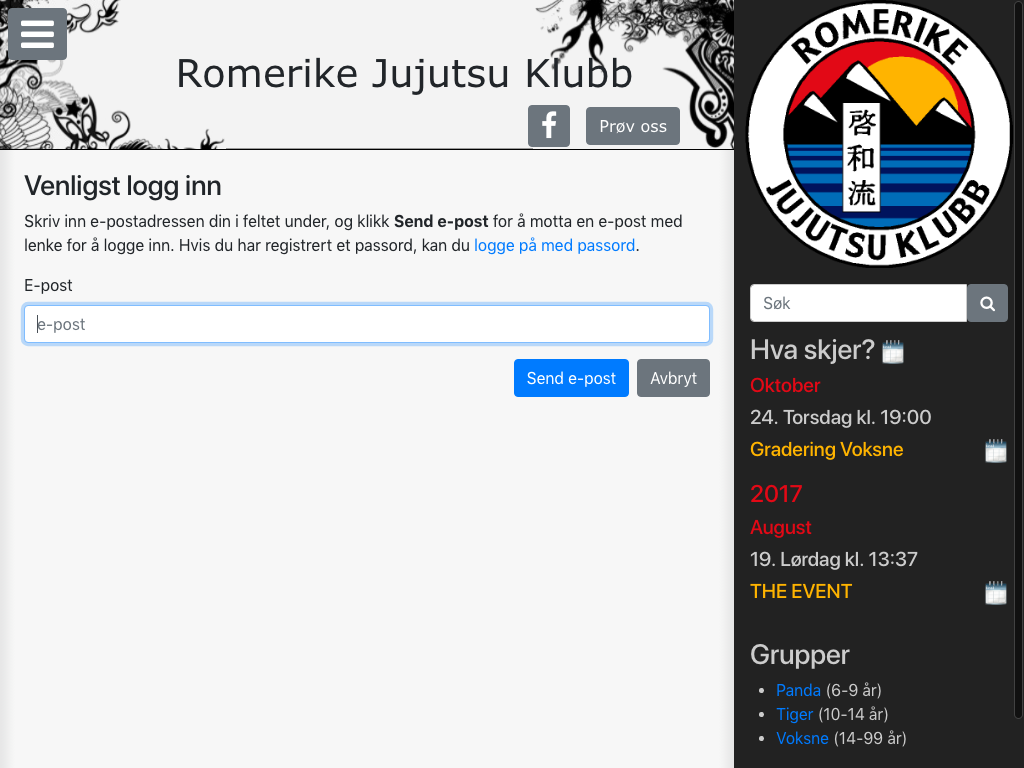 Romerike Jujutsu Klubb
Prøv oss
Venligst logg inn
Skriv inn e-postadressen din i feltet under, og klikk Send e-post for å motta en e-post med
lenke for å logge inn. Hvis du har registrert et passord, kan du logge på med passord.
E-post
e-post
Send e-post
Avbryt
ROMERIKE
啓和流
JUJUTSU KLUBB
Søk
Hva skjer?
Oktober
24. Torsdag kl. 19:00
Gradering Voksne
2017
August
19. Lørdag kl. 13:37
THE EVENT
Grupper
Panda (6-9 år)
Tiger (10-14 år)
Voksne (14-99 år)